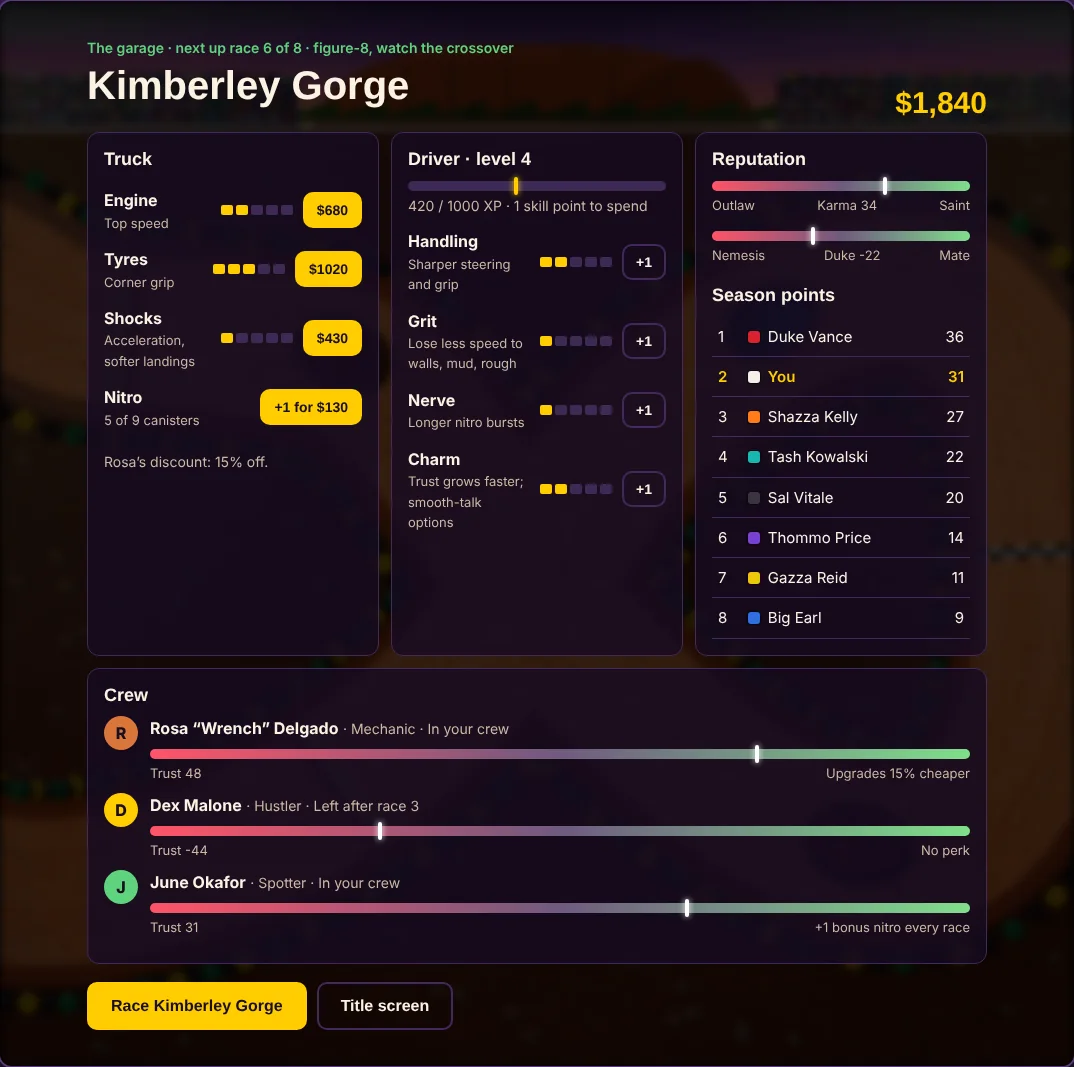 The garage · next up race 6 of 8 · figure-8, watch the crossover
Kimberley Gorge
$1,840
Truck
Engine
Top speed
$680
Tyres
Corner grip
$1020
Shocks
Acceleration,
softer landings
$430
Nitro
5 of 9 canisters
+1 for $130
Rosa’s discount: 15% off.
Driver · level 4
420 / 1000 XP · 1 skill point to spend
Handling
Sharper steering
and grip
+1
Grit
Lose less speed to
walls, mud, rough
+1
Nerve
Longer nitro bursts
+1
Charm
Trust grows faster;
smooth-talk
options
+1
Reputation
Outlaw Karma 34 Saint
Nemesis Duke -22 Mate
Season points
1 Duke Vance 36
2 You 31
3 Shazza Kelly 27
4 Tash Kowalski 22
5 Sal Vitale 20
6 Thommo Price 14
7 Gazza Reid 11
8 Big Earl 9
Crew
R
Rosa “Wrench” Delgado · Mechanic · In your crew
Trust 48 Upgrades 15% cheaper
D
Dex Malone · Hustler · Left after race 3
Trust -44 No perk
J
June Okafor · Spotter · In your crew
Trust 31 +1 bonus nitro every race
Race Kimberley Gorge
Title screen